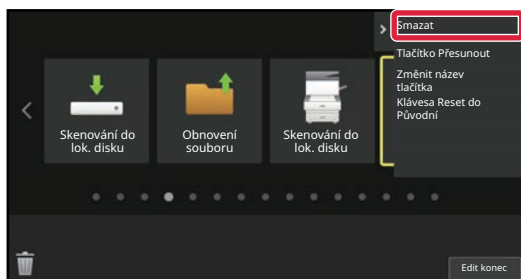 Smazat
Tlačítko Přesunout
Změnit název
tlačítka
Klávesa Reset do
Původní
Skenování do
lok. disku
Obnovení
souboru
Skenování do
lok. disku
Edit konec